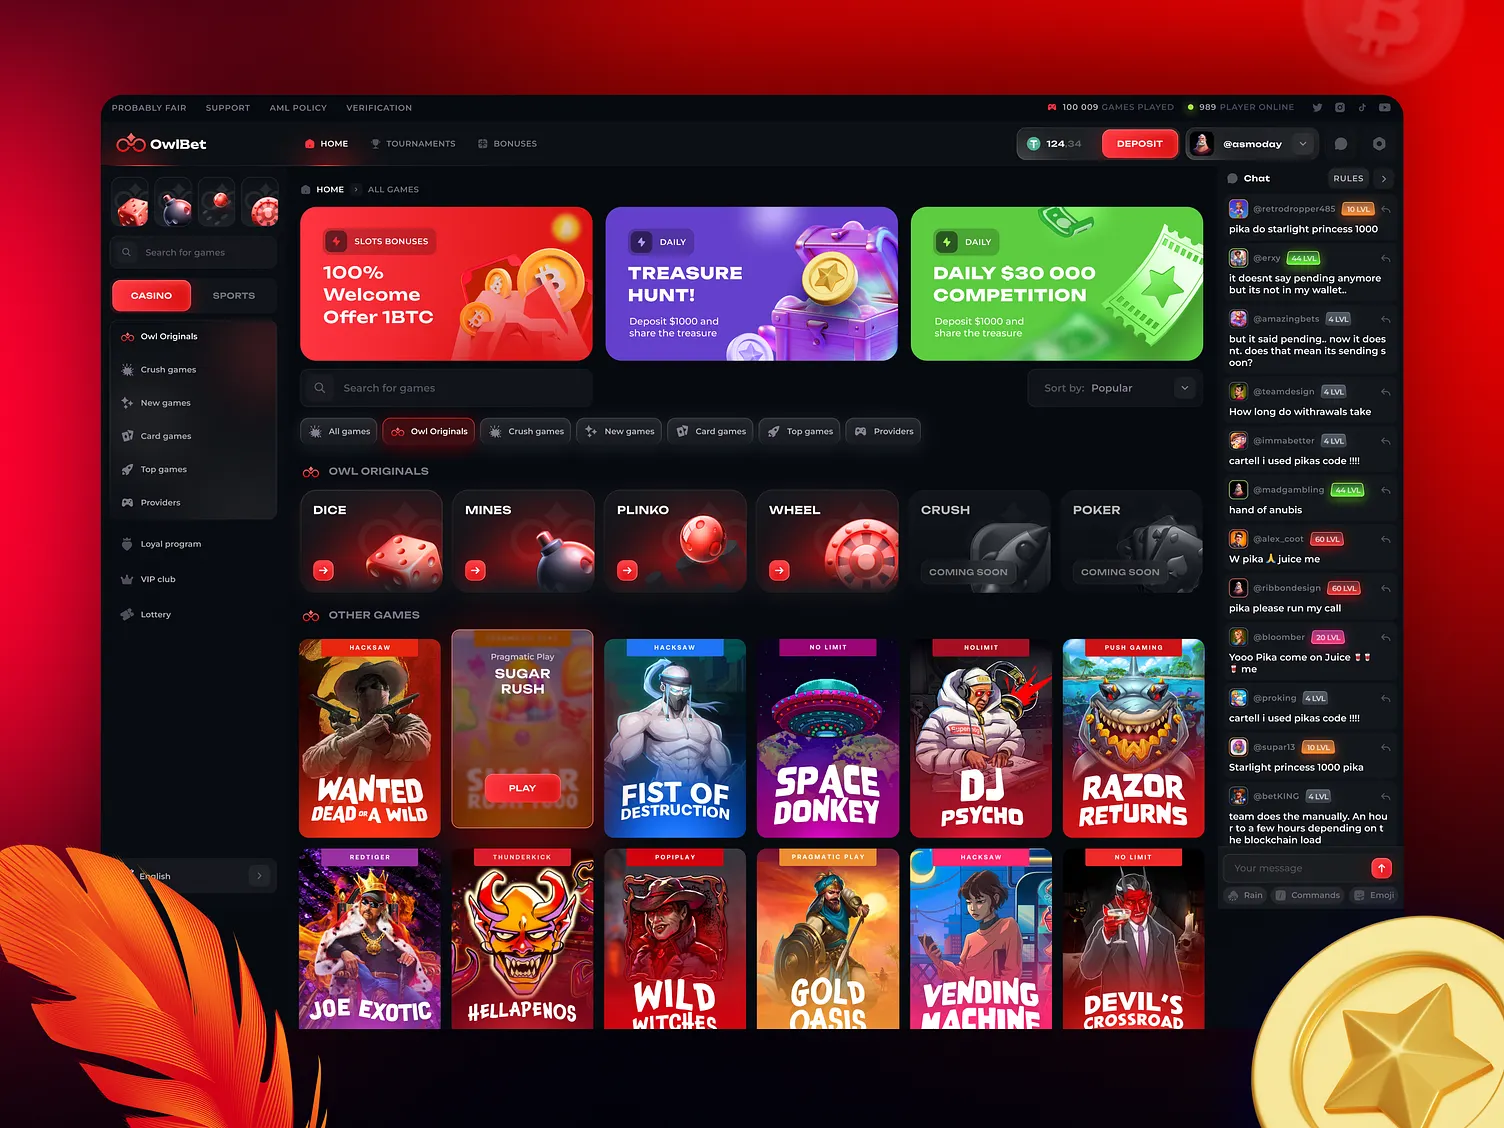 PROBABLY FAIR
SUPPORT
AML POLICY
VERIFICATION
100 009 GAMES PLAYED
989 PLAYER ONLINE
OwlBet
HOME
TOURNAMENTS
BONUSES
124.34
DEPOSIT
@asmoday
Search for games
CASINO
SPORTS
Owl Originals
Crush games
New games
Card games
Top games
Providers
Loyal program
VIP club
Lottery
English
HOME
ALL GAMES
SLOTS BONUSES
100%
Welcome
Offer 1BTC
DAILY
TREASURE
HUNT!
Deposit $1000 and
share the treasure
DAILY
DAILY $30 000
COMPETITION
Deposit $1000 and
share the treasure
Search for games
Sort by: Popular
All games
Owl Originals
Crush games
New games
Card games
Top games
Providers
OWL ORIGINALS
DICE
MINES
PLINKO
WHEEL
CRUSH
COMING SOON
POKER
COMING SOON
OTHER GAMES
HACKSAW
WANTED
DEAD OR A WILD
Pragmatic Play
SUGAR
RUSH
PLAY
HACKSAW
FIST OF
DESTRUCTION
NO LIMIT
SPACE
DONKEY
NOLIMIT
DJ
PSYCHO
PUSH GAMING
RAZOR
RETURNS
REDTIGER
JOE EXOTIC
THUNDERKICK
HELLAPENOS
POPIPLAY
WILD
WITCHES
PRAGMATIC PLAY
GOLD
OASIS
HACKSAW
VENDING
MACHINE
NO LIMIT
DEVIL'S
CROSSROAD
Chat
RULES
@retrodropper485 10 LVL
pika do starlight princess 1000
@erxy 44 LVL
it doesnt say pending anymore
but its not in my wallet..
@amazingbets 4 LVL
but it said pending.. now it does
nt. does that mean its sending s
oon?
@teamdesign 4 LVL
How long do withrawals take
@immabetter 4 LVL
cartell i used pikas code !!!!
@madgambling 44 LVL
hand of anubis
@alex_coot 60 LVL
W pika 🙏 juice me
@ribbondesign 60 LVL
pika please run my call
@bloomber 20 LVL
Yooo Pika come on Juice 🥤🥤
🥤 me
@proking 4 LVL
cartell i used pikas code !!!!
@supar13 10 LVL
Starlight princess 1000 pika
@betKING 4 LVL
team does the manually. An hou
r to a few hours depending on t
he blockchain load
Your message
Rain
Commands
Emoji